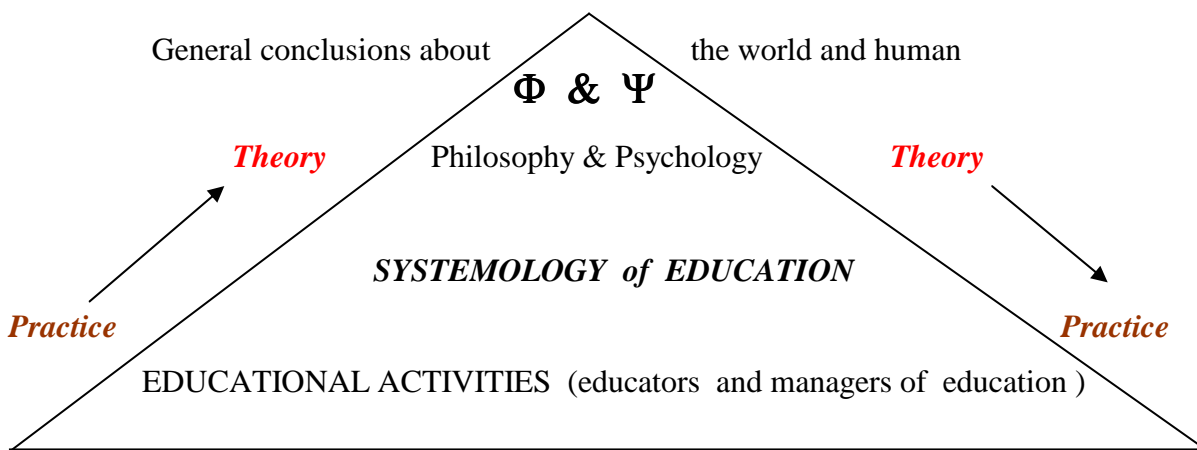 General conclusions about the world and human
Φ & Ψ
Theory Philosophy & Psychology Theory
SYSTEMOLOGY of EDUCATION
Practice Practice
EDUCATIONAL ACTIVITIES (educators and managers of education )